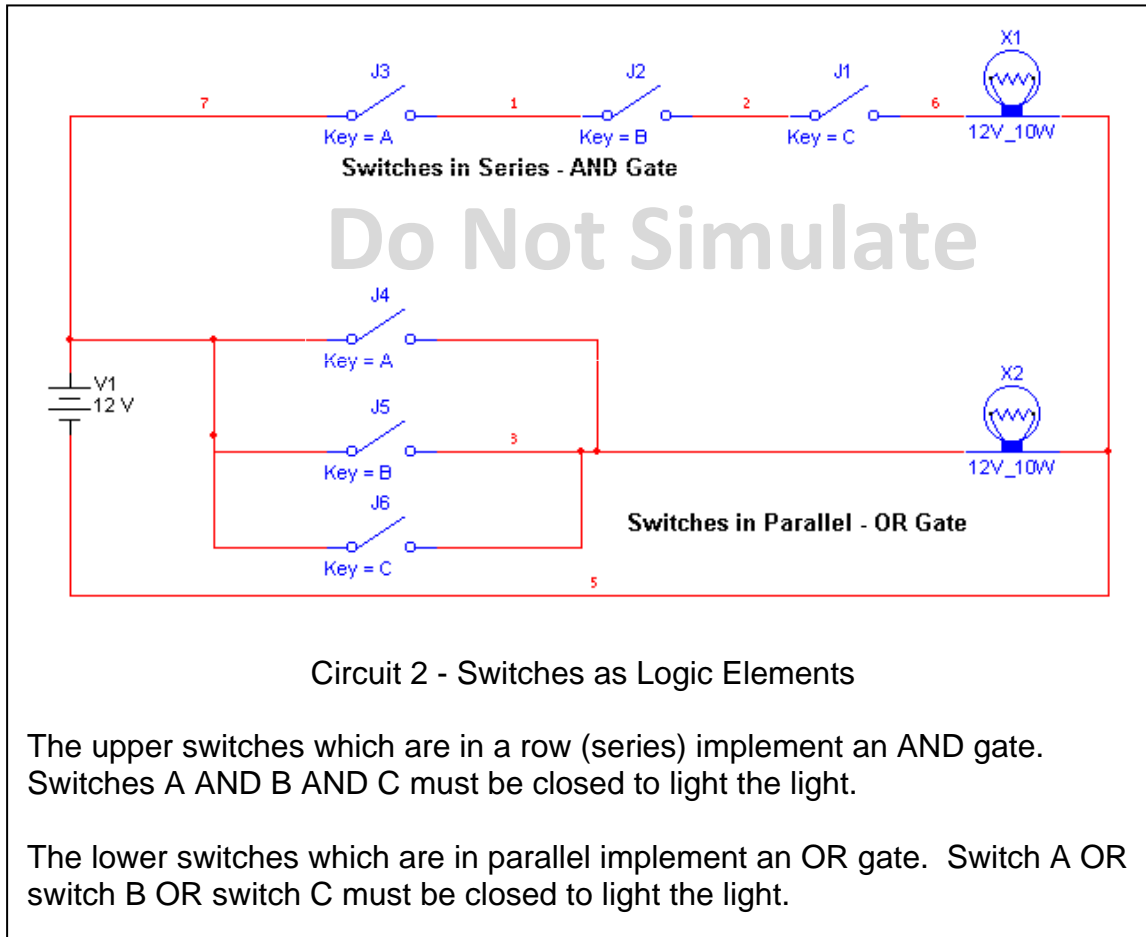 X1
J3 J2 J1
7 1 2 6
Key = A Key = B Key = C 12V_10W
Switches in Series - AND Gate
Do Not Simulate
J4
Key = A
V1
12 V
X2
J5
3
Key = B
12V_10W
J6
Switches in Parallel - OR Gate
Key = C
5
Circuit 2 - Switches as Logic Elements
The upper switches which are in a row (series) implement an AND gate.
Switches A AND B AND C must be closed to light the light.
The lower switches which are in parallel implement an OR gate.  Switch A OR
switch B OR switch C must be closed to light the light.